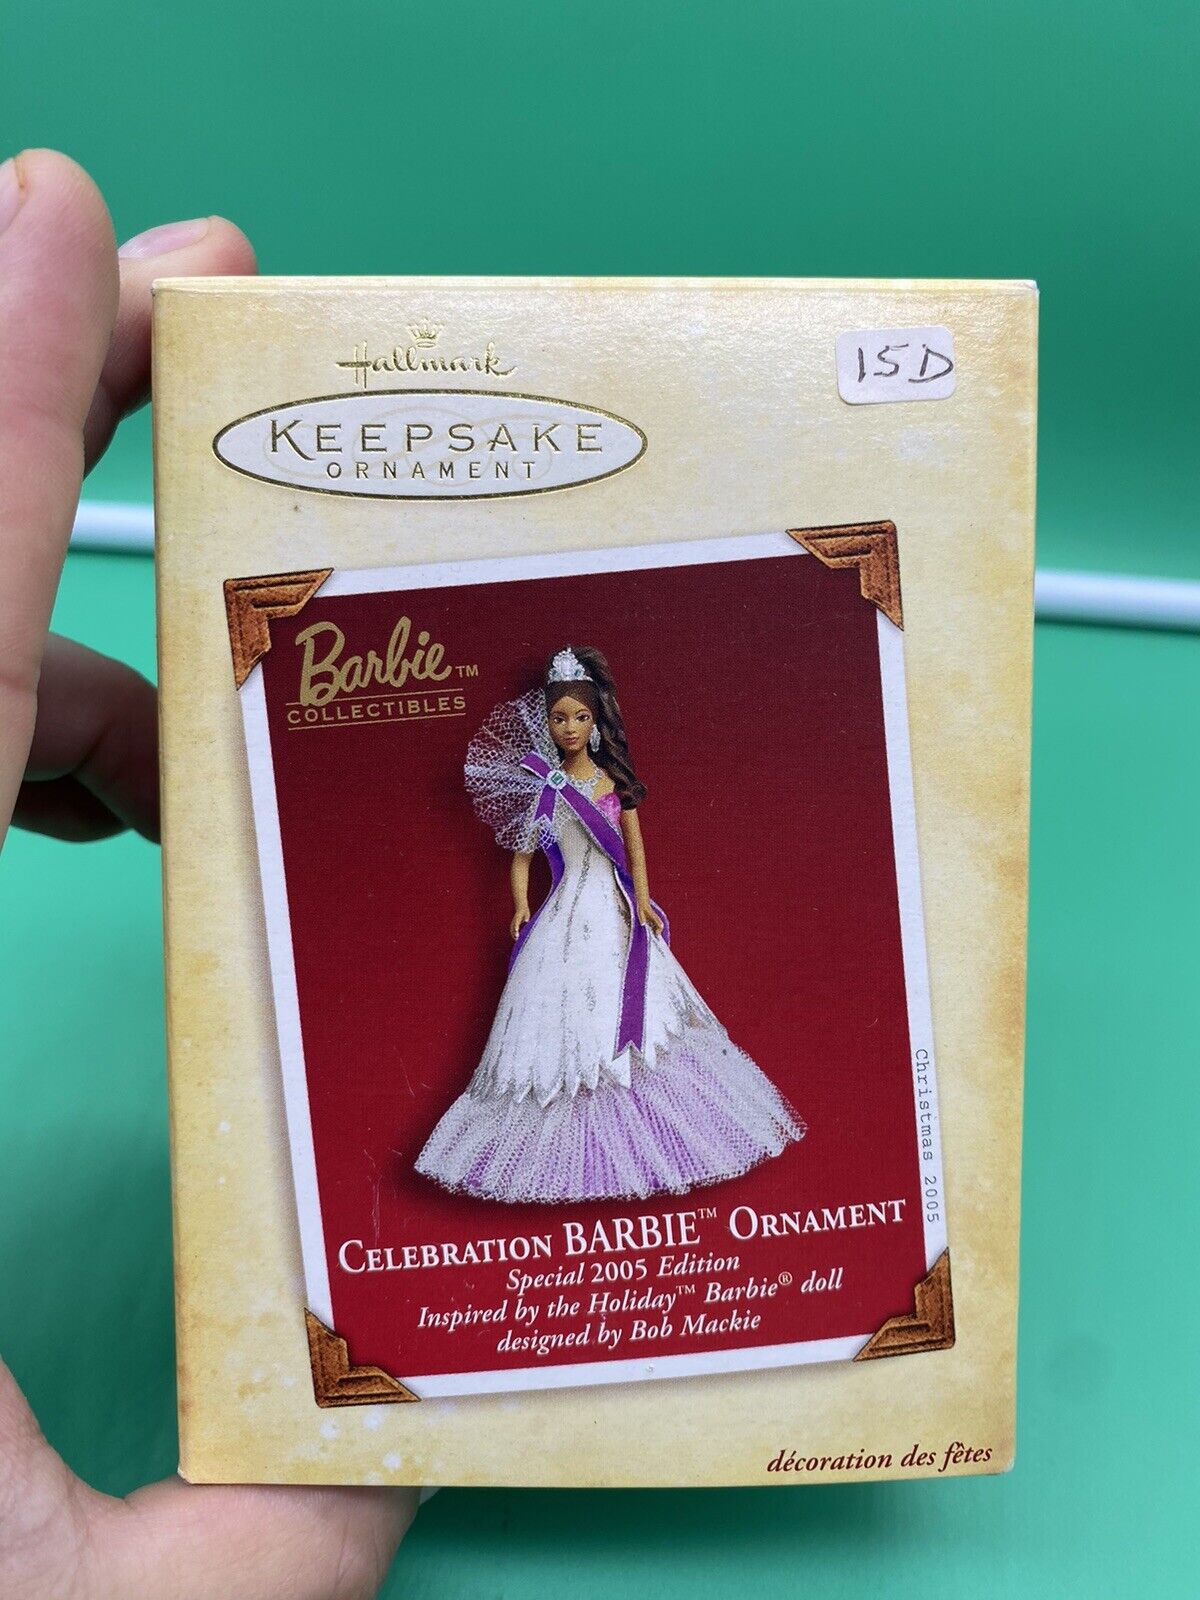 Hallmark
KEEPSAKE
ORNAMENT
15D
Barbie™
COLLECTIBLES
Christmas 2005
CELEBRATION BARBIE™ ORNAMENT
Special 2005 Edition
Inspired by the Holiday™ Barbie® doll
designed by Bob Mackie
décoration des fêtes